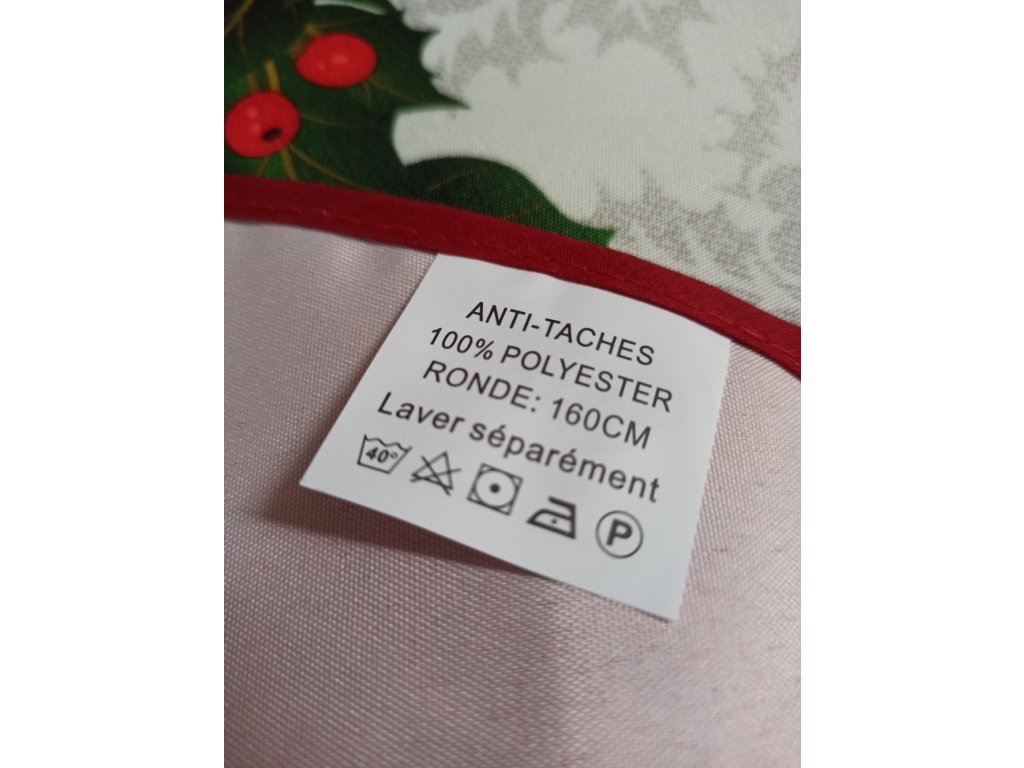 ANTI-TACHES
100% POLYESTER
RONDE: 160CM
Laver séparément
40°
P